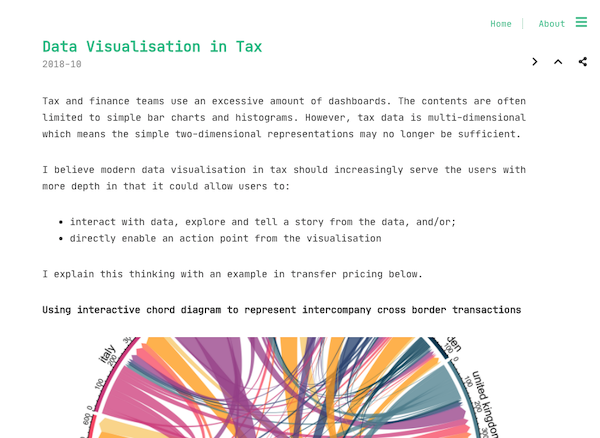 Home
About
Data Visualisation in Tax
2018-10
Tax and finance teams use an excessive amount of dashboards. The contents are often
limited to simple bar charts and histograms. However, tax data is multi-dimensional
which means the simple two-dimensional representations may no longer be sufficient.
I believe modern data visualisation in tax should increasingly serve the users with
more depth in that it could allow users to:
interact with data, explore and tell a story from the data, and/or;
directly enable an action point from the visualisation
I explain this thinking with an example in transfer pricing below.
Using interactive chord diagram to represent intercompany cross border transactions
italy
200
100
0
600
den
100
0
united kingdo
100
200
300